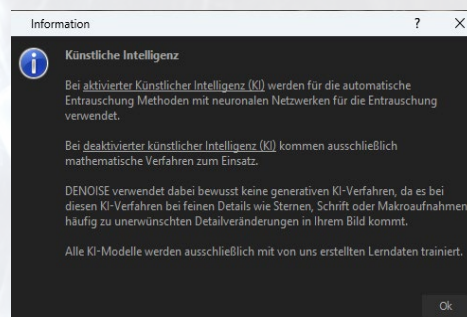 Information ? X
Künstliche Intelligenz
Bei aktivierter Künstlicher Intelligenz (KI) werden für die automatische
Entrauschung Methoden mit neuronalen Netzwerken für die Entrauschung
verwendet.
Bei deaktivierter künstlicher Intelligenz (KI) kommen ausschließlich
mathematische Verfahren zum Einsatz.
DENOISE verwendet dabei bewusst keine generativen KI-Verfahren, da es bei
diesen KI-Verfahren bei feinen Details wie Sternen, Schrift oder Makroaufnahmen
häufig zu unerwünschten Detailveränderungen in Ihrem Bild kommt.
Alle KI-Modelle werden ausschließlich mit von uns erstellten Lerndaten trainiert.
Ok